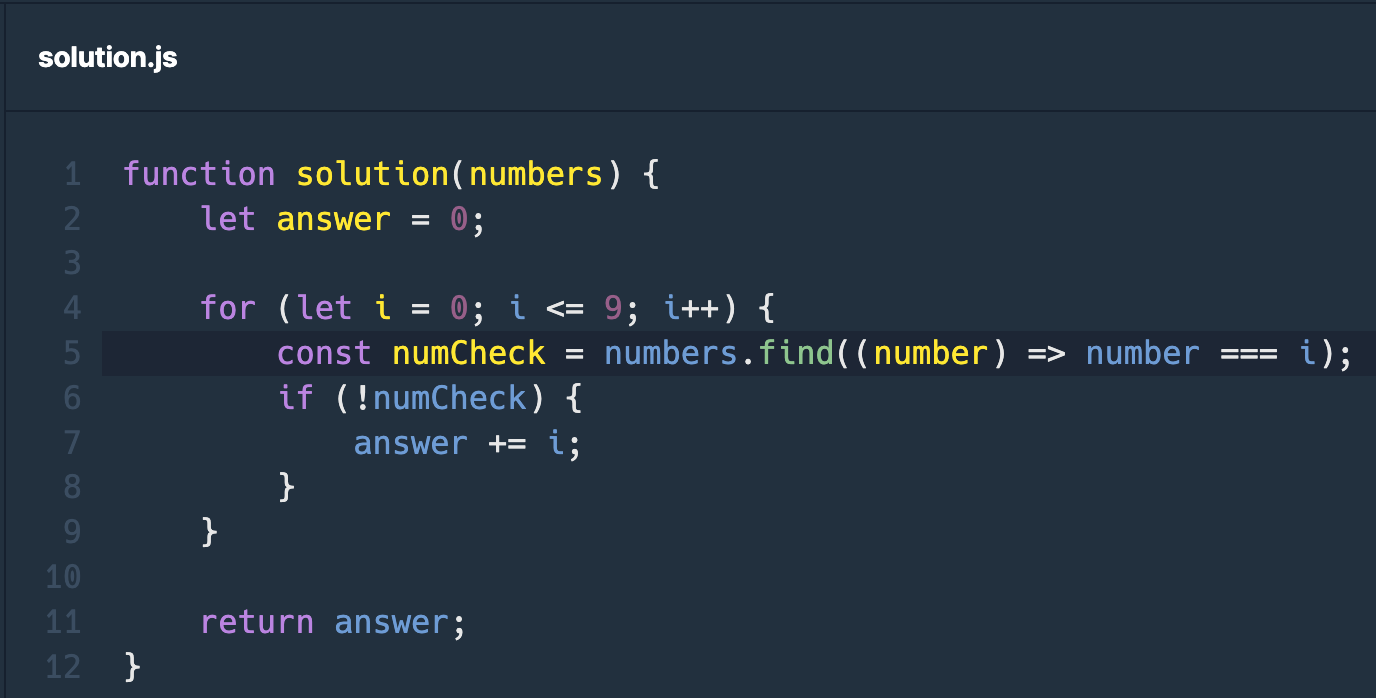 solution.js
1 function solution(numbers) {
2     let answer = 0;
3
4     for (let i = 0; i <= 9; i++) {
5         const numCheck = numbers.find((number) => number === i);
6         if (!numCheck) {
7             answer += i;
8         }
9     }
10
11     return answer;
12 }